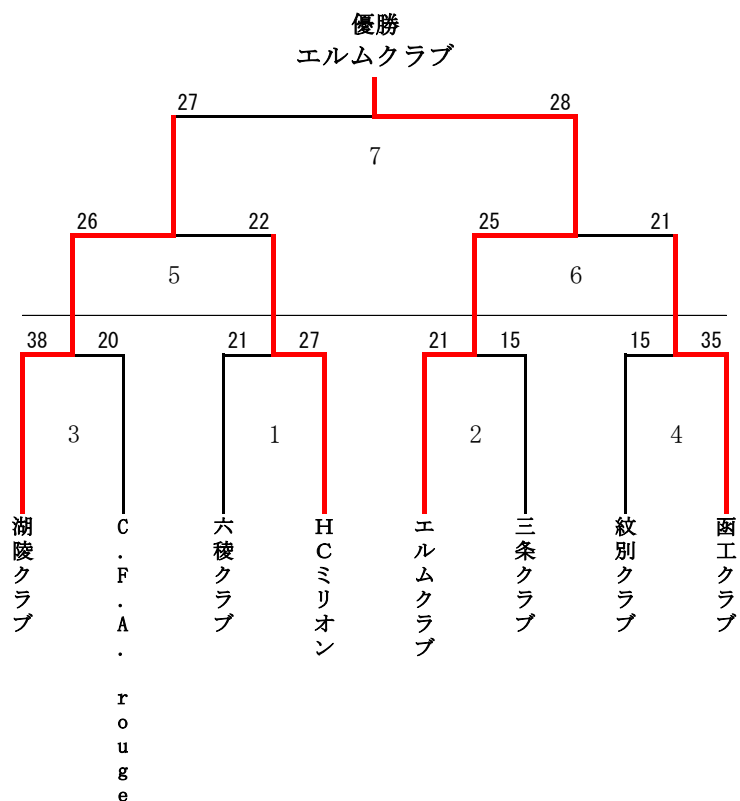 優勝
エルムクラブ
27 28
7
26 22 25 21
5 6
38 20 21 27 21 15 15 35
3 1 2 4
湖陵クラブ
C.F.A. rouge
六稜クラブ
HCミリオン
エルムクラブ
三条クラブ
紋別クラブ
函工クラブ